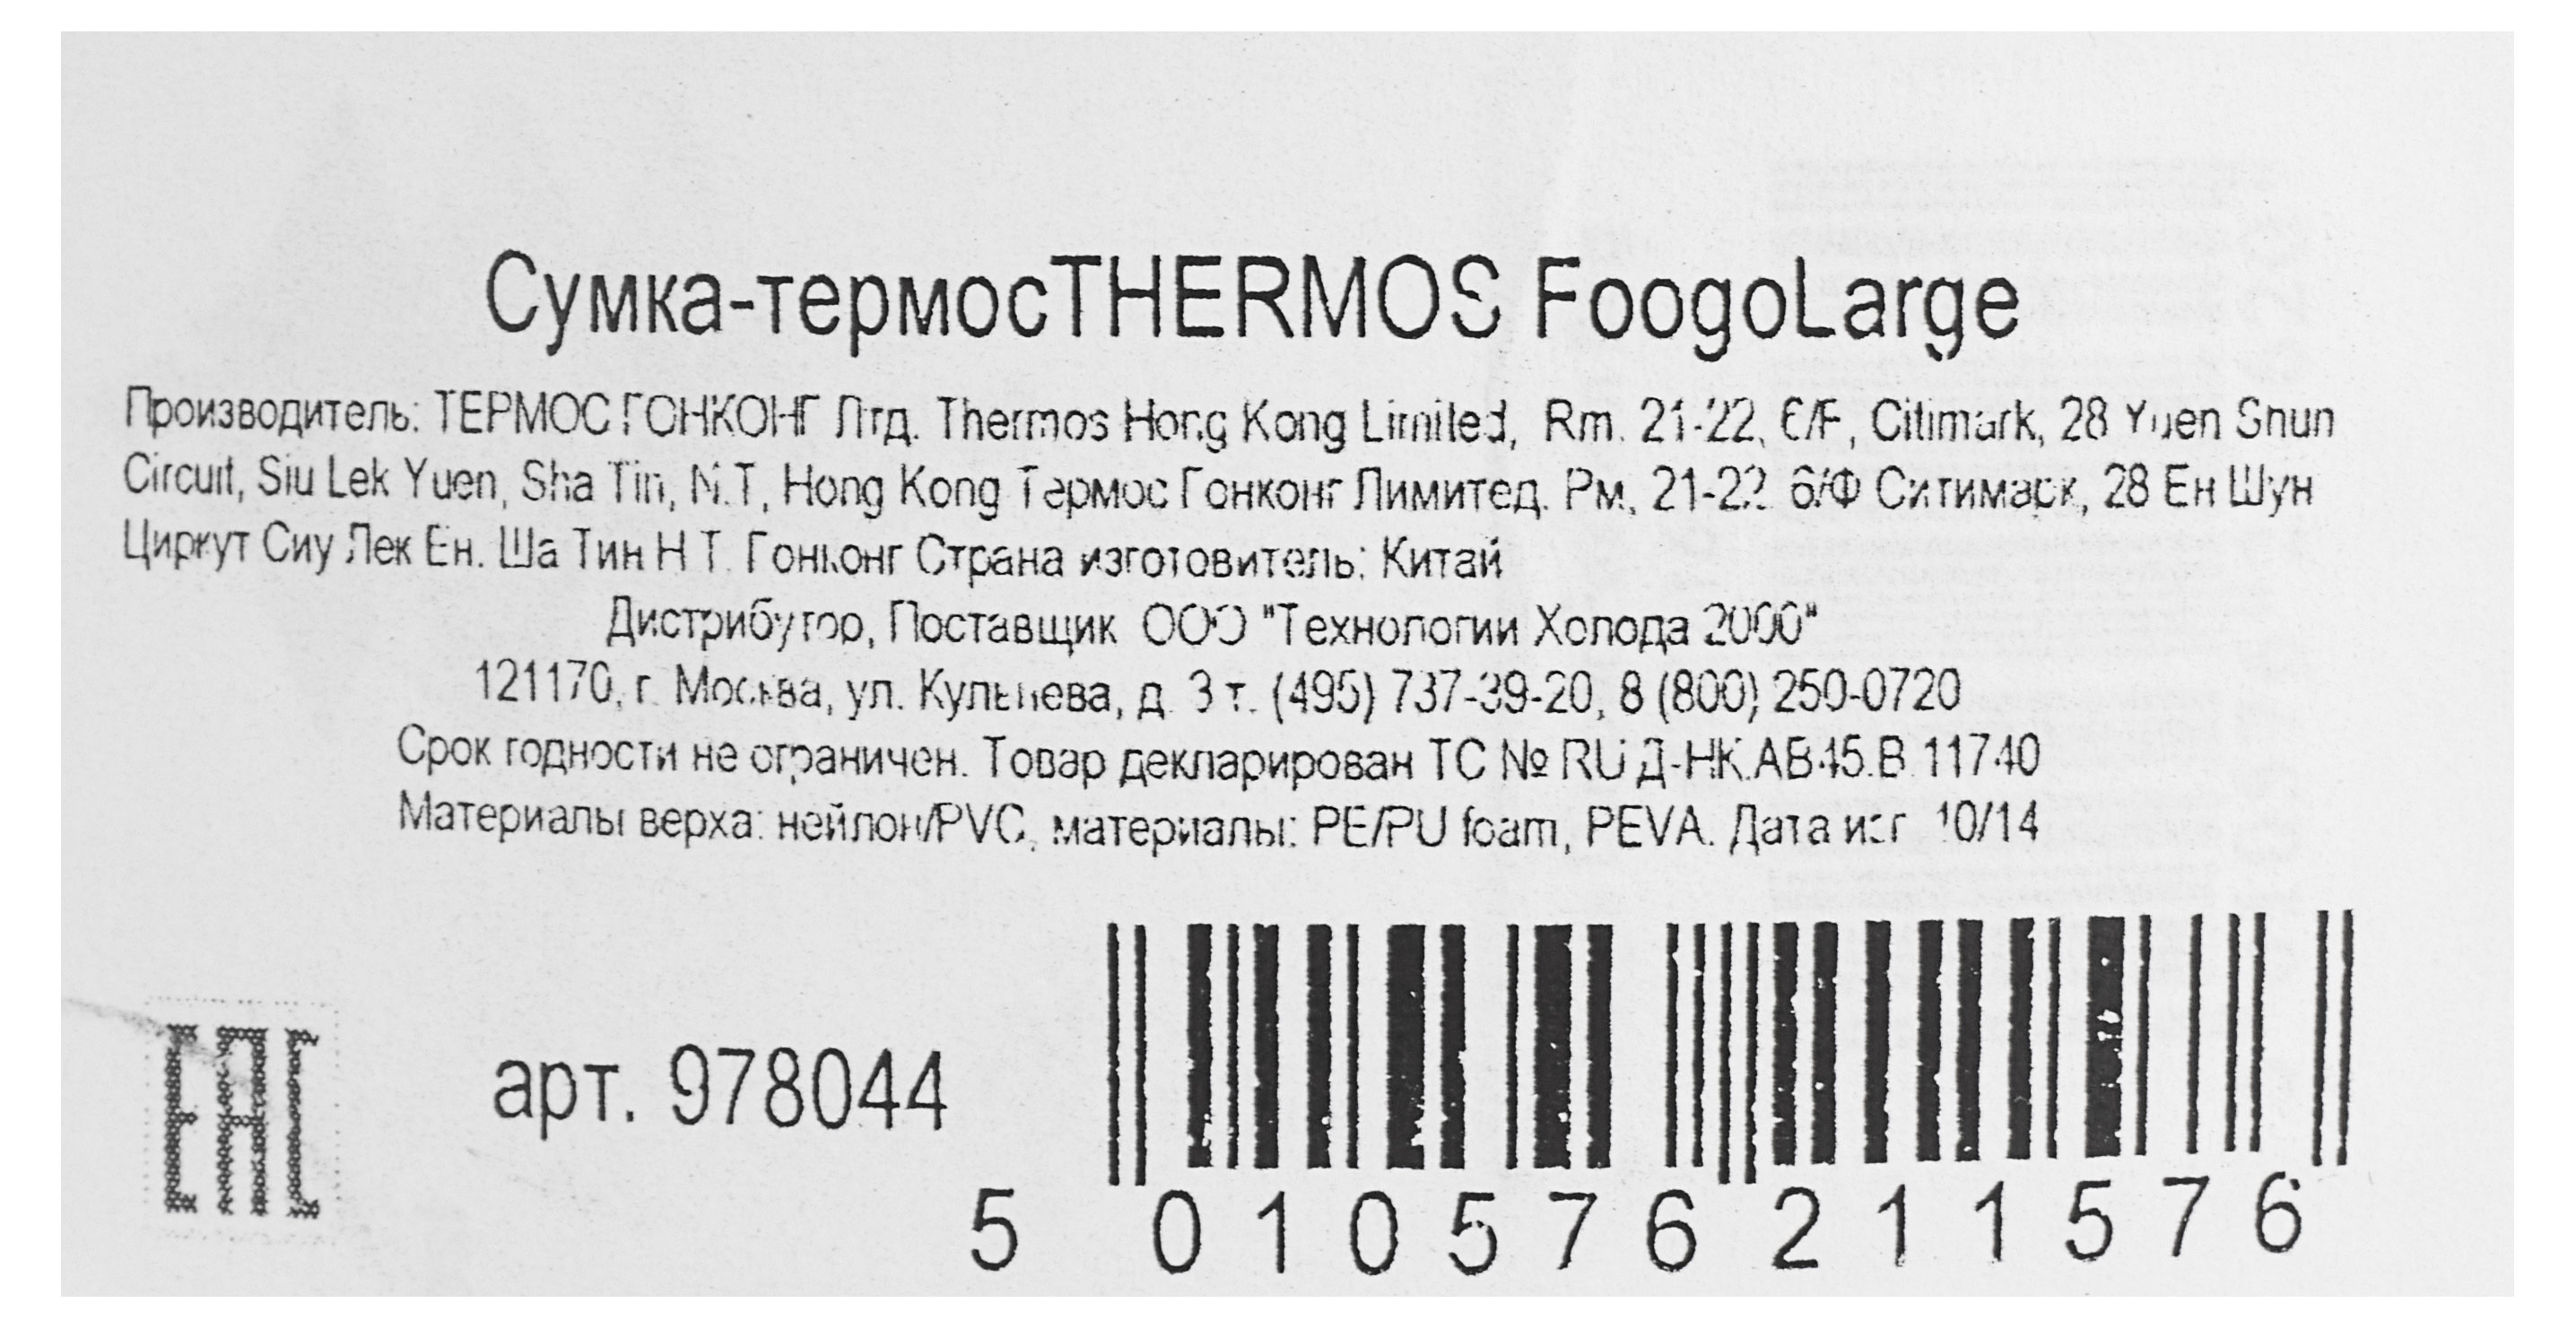 Сумка-термосTHERMOS FoogoLarge
Производитель: ТЕРМОС ГОНКОНГ Лтд. Thermos Hong Kong Limited, Rm. 21-22, 6/F, Citimark, 28 Yuen Shun
Circuit, Siu Lek Yuen, Sha Tin, N.T, Hong Kong Термос Гонконг Лимитед. Рм, 21-22 6/Ф Ситимарк, 28 Ен Шун
Циркут Сиу Лек Ен. Ша Тин Н Т. Гонконг Страна изготовитель: Китай
Дистрибутор, Поставщик ООО "Технологии Холода 2000"
121170, г. Москва, ул. Кульнева, д. 3 т. (495) 737-39-20, 8 (800) 250-0720
Срок годности не ограничен. Товар декларирован ТС № RU Д-HK.АВ45.В.11740
Материалы верха: нейлон/PVC, материалы: PE/PU foam, PEVA. Дата изг 10/14
ЕАС
арт. 978044
5 010576 211576